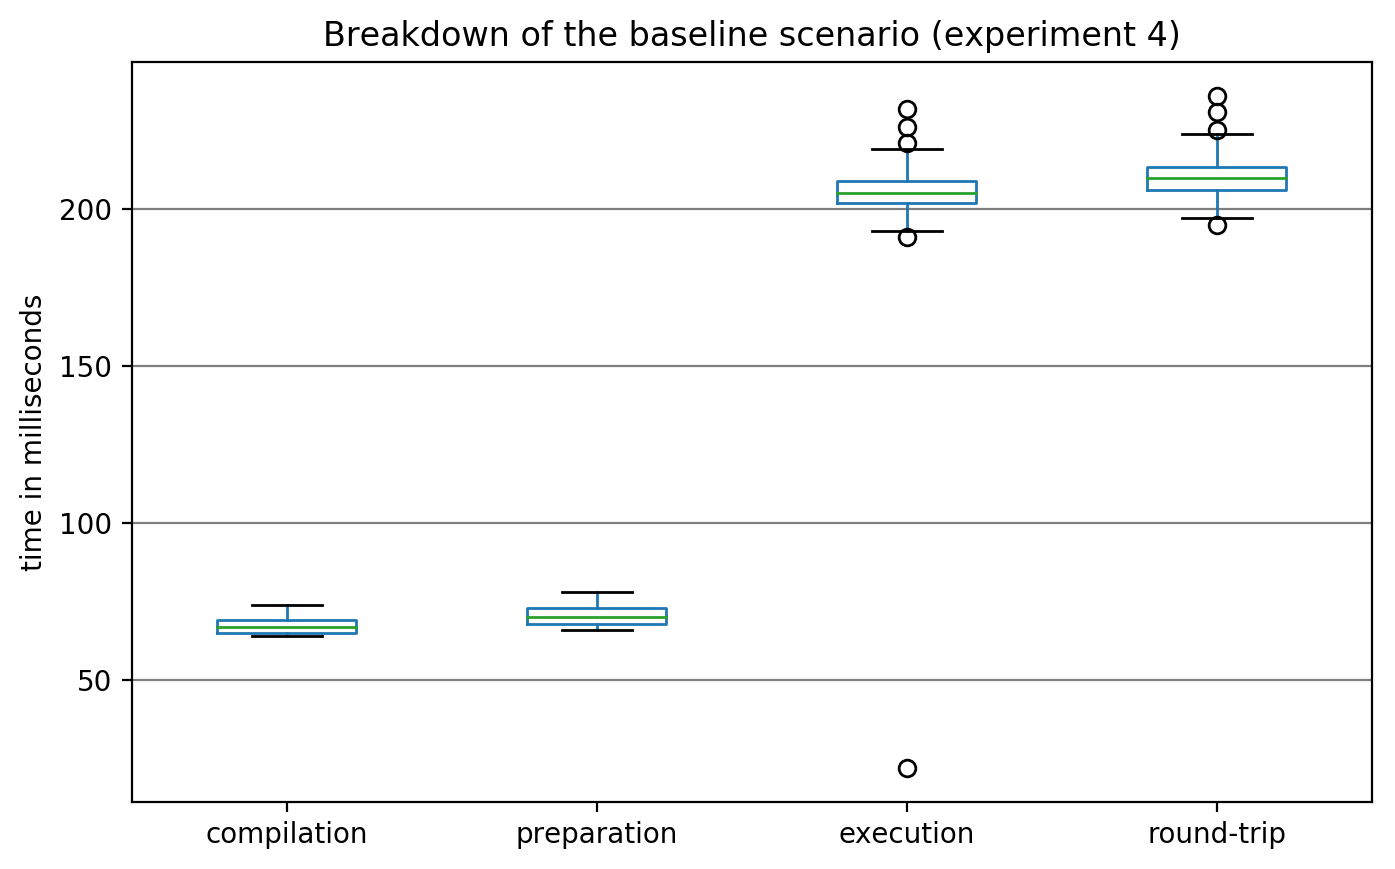 Breakdown of the baseline scenario (experiment 4)
time in milliseconds
200
150
100
50
compilation
preparation
execution
round-trip